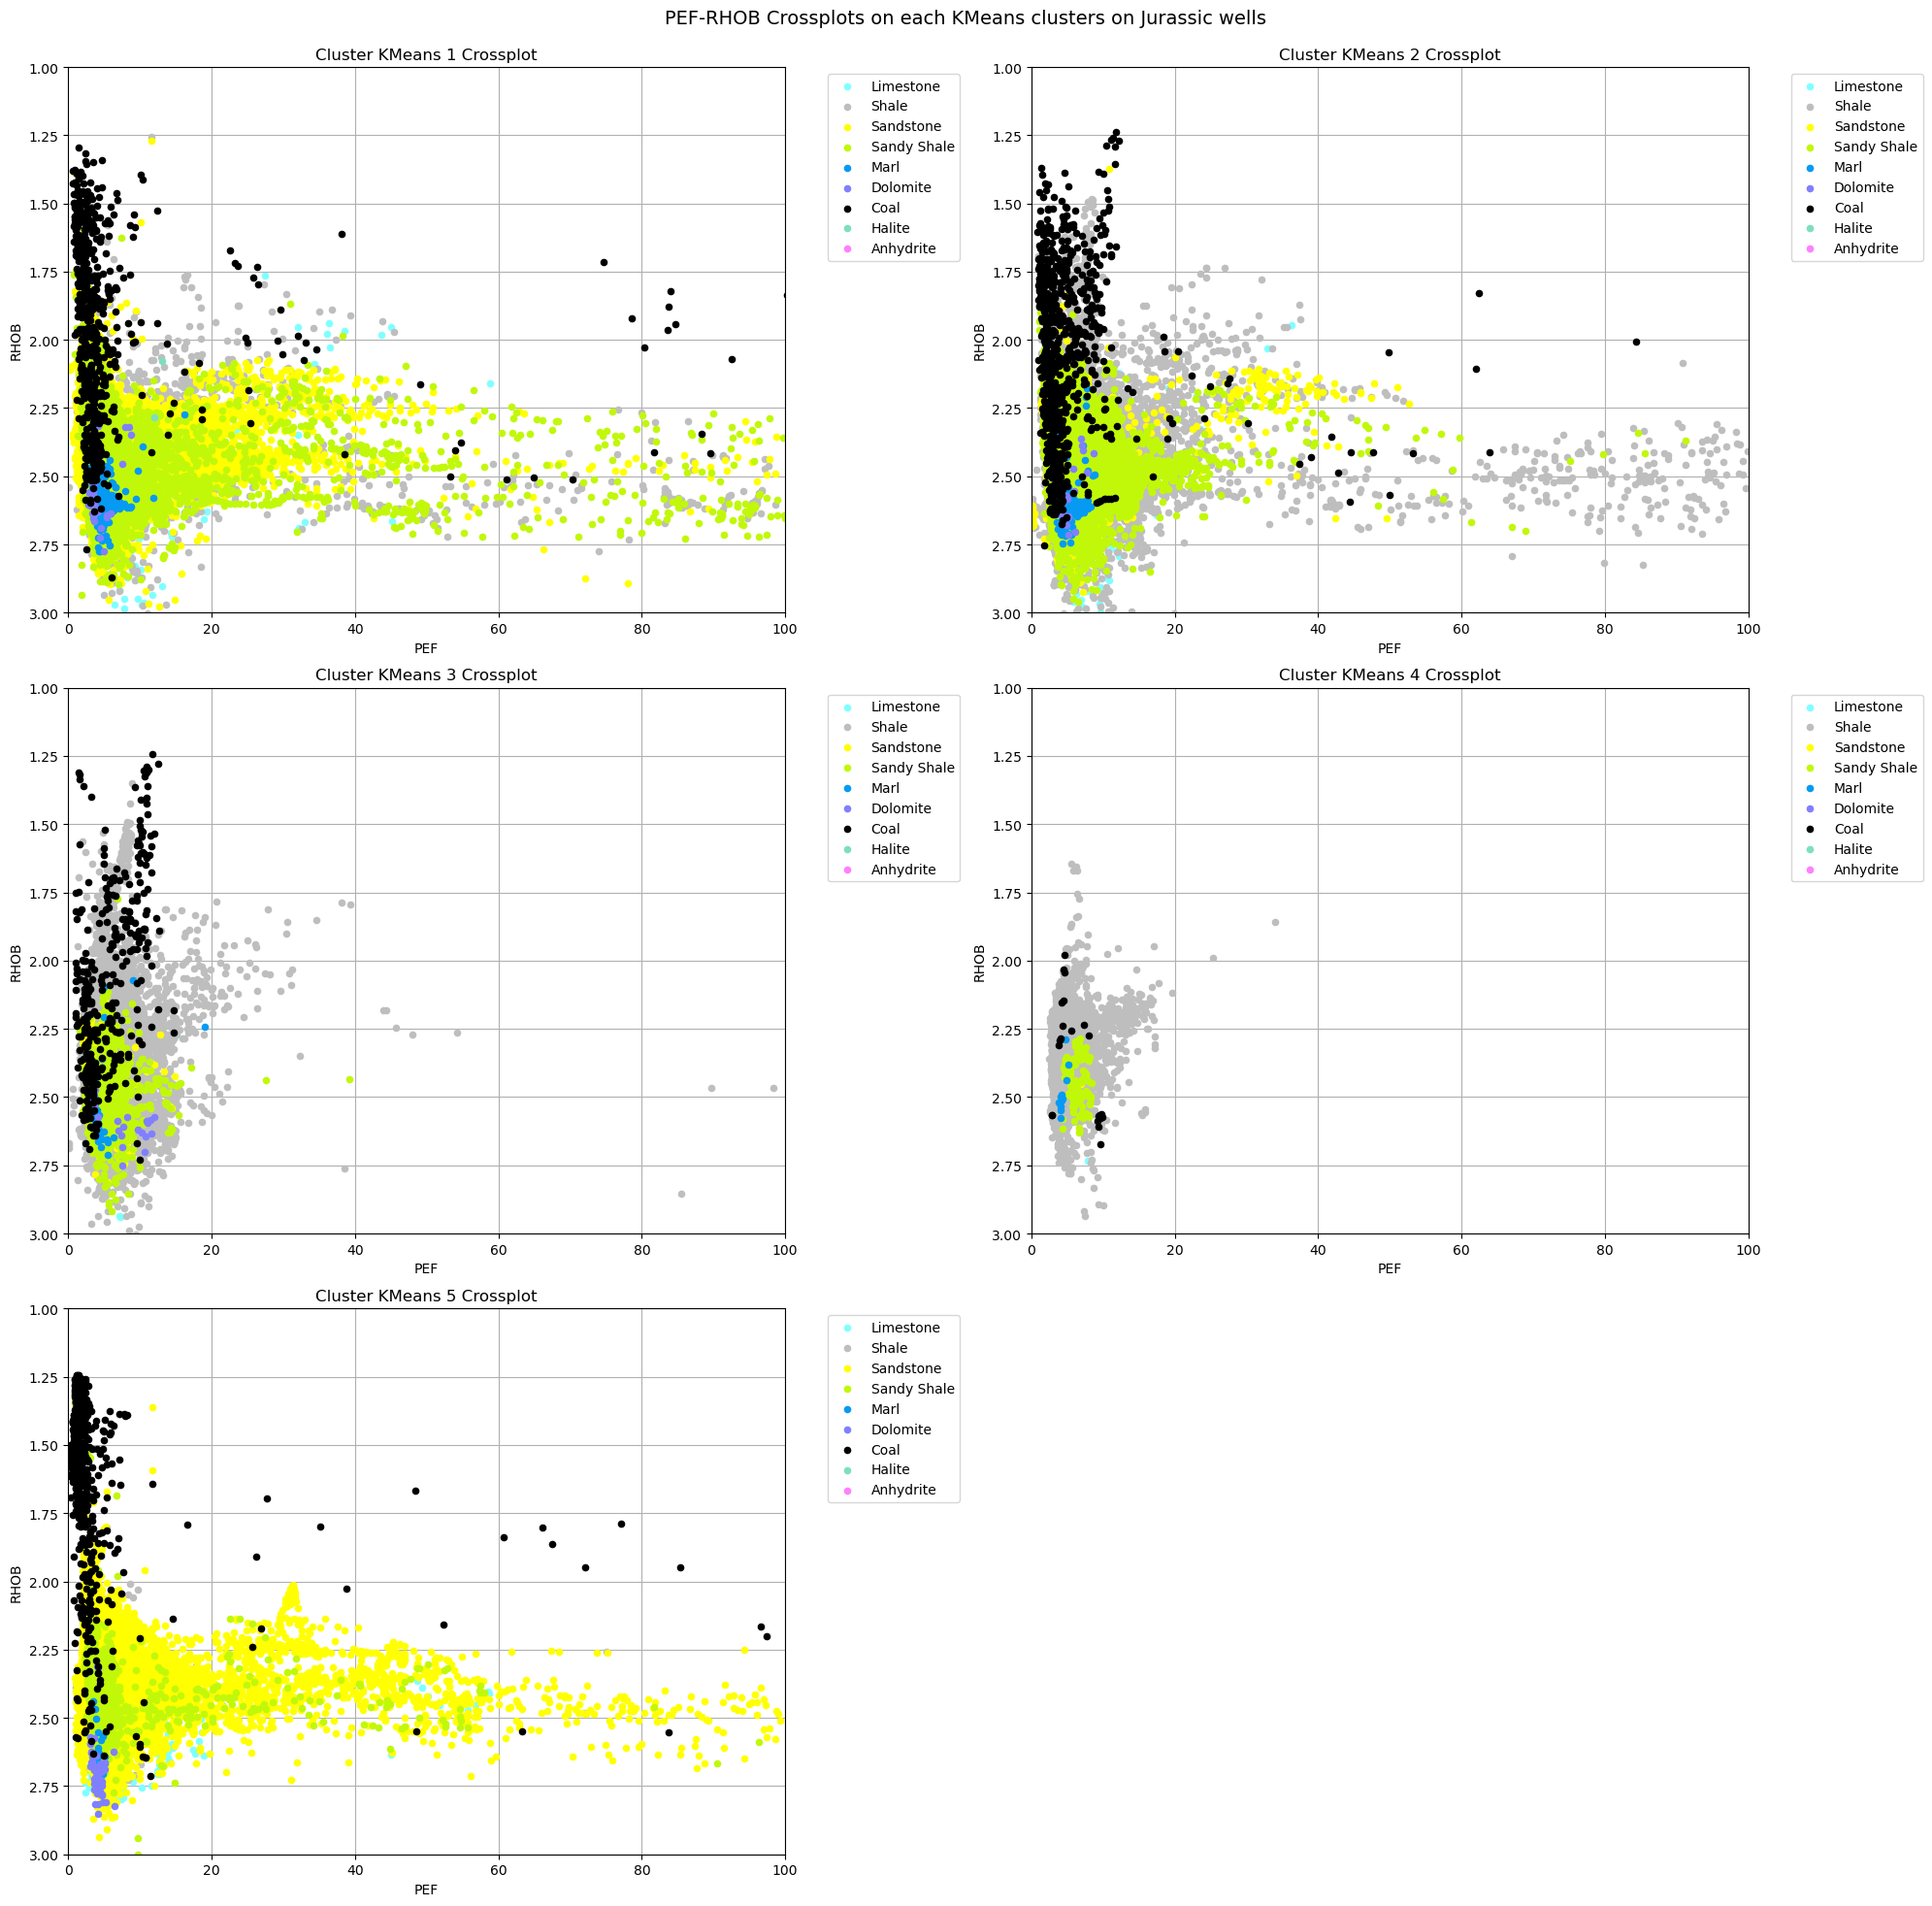 PEF-RHOB Crossplots on each KMeans clusters on Jurassic wells
Cluster KMeans 1 Crossplot
1.00
1.25
1.50
1.75
2.00
2.25
2.50
2.75
3.00
RHOB
0 20 40 60 80 100
PEF
Limestone
Shale
Sandstone
Sandy Shale
Marl
Dolomite
Coal
Halite
Anhydrite
Cluster KMeans 2 Crossplot
1.00
1.25
1.50
1.75
2.00
2.25
2.50
2.75
3.00
RHOB
0 20 40 60 80 100
PEF
Limestone
Shale
Sandstone
Sandy Shale
Marl
Dolomite
Coal
Halite
Anhydrite
Cluster KMeans 3 Crossplot
1.00
1.25
1.50
1.75
2.00
2.25
2.50
2.75
3.00
RHOB
0 20 40 60 80 100
PEF
Limestone
Shale
Sandstone
Sandy Shale
Marl
Dolomite
Coal
Halite
Anhydrite
Cluster KMeans 4 Crossplot
1.00
1.25
1.50
1.75
2.00
2.25
2.50
2.75
3.00
RHOB
0 20 40 60 80 100
PEF
Limestone
Shale
Sandstone
Sandy Shale
Marl
Dolomite
Coal
Halite
Anhydrite
Cluster KMeans 5 Crossplot
1.00
1.25
1.50
1.75
2.00
2.25
2.50
2.75
3.00
RHOB
0 20 40 60 80 100
PEF
Limestone
Shale
Sandstone
Sandy Shale
Marl
Dolomite
Coal
Halite
Anhydrite